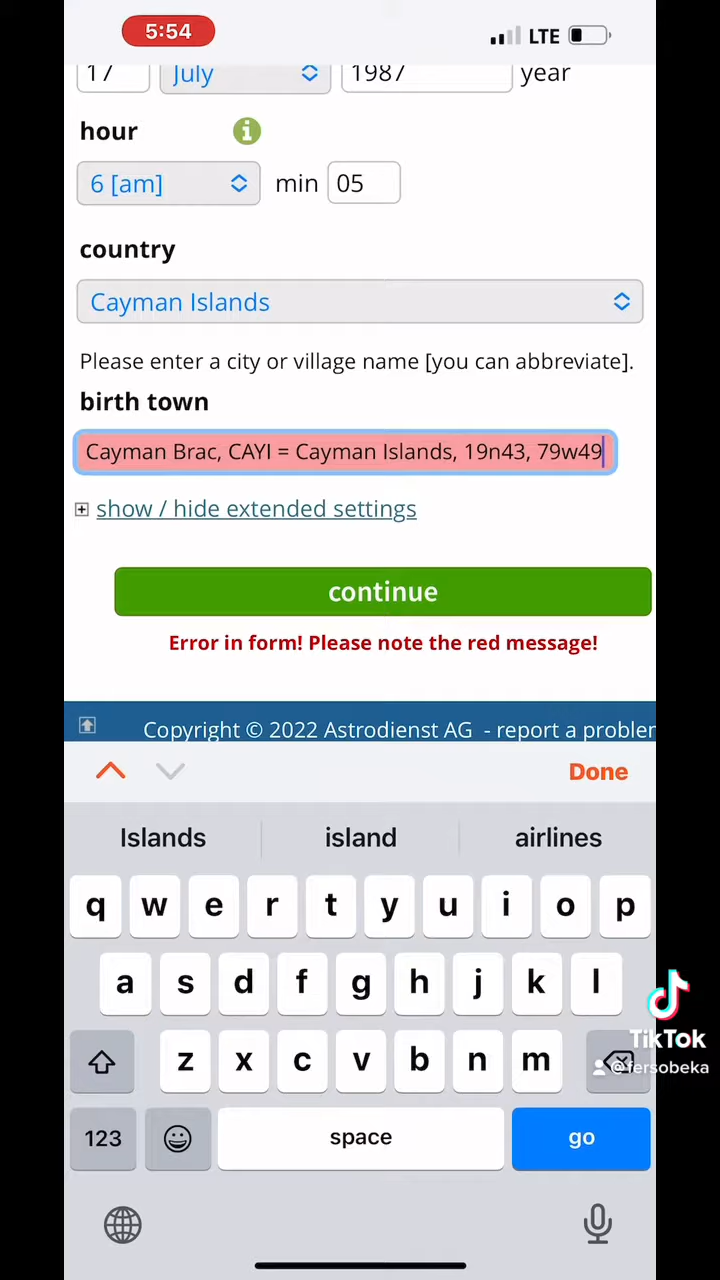 5:54 LTE
17 July 1987 year
hour
6 [am] min 05
country
Cayman Islands
Please enter a city or village name [you can abbreviate].
birth town
Cayman Brac, CAYI = Cayman Islands, 19n43, 79w49
show / hide extended settings
continue
Error in form! Please note the red message!
Copyright © 2022 Astrodienst AG - report a probler
Done
Islands island airlines
q w e r t y u i o p
a s d f g h j k l
z x c v b n m
TikTok
@fersobeka
123 space go